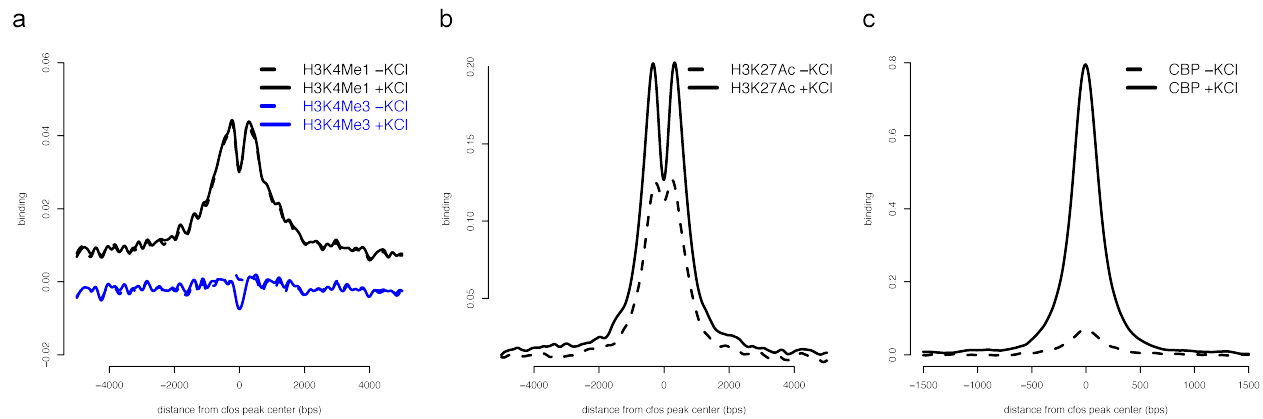 a
0.06
0.04
0.02
0.00
−0.02
binding
H3K4Me1 −KCl
H3K4Me1 +KCl
H3K4Me3 −KCl
H3K4Me3 +KCl
−4000 −2000 0 2000 4000
distance from cfos peak center (bps)
b
0.20
0.15
0.10
0.05
binding
H3K27Ac −KCl
H3K27Ac +KCl
−4000 −2000 0 2000 4000
distance from cfos peak center (bps)
c
0.8
0.6
0.4
0.2
0.0
binding
CBP −KCl
CBP +KCl
−1500 −1000 −500 0 500 1000 1500
distance from cfos peak center (bps)